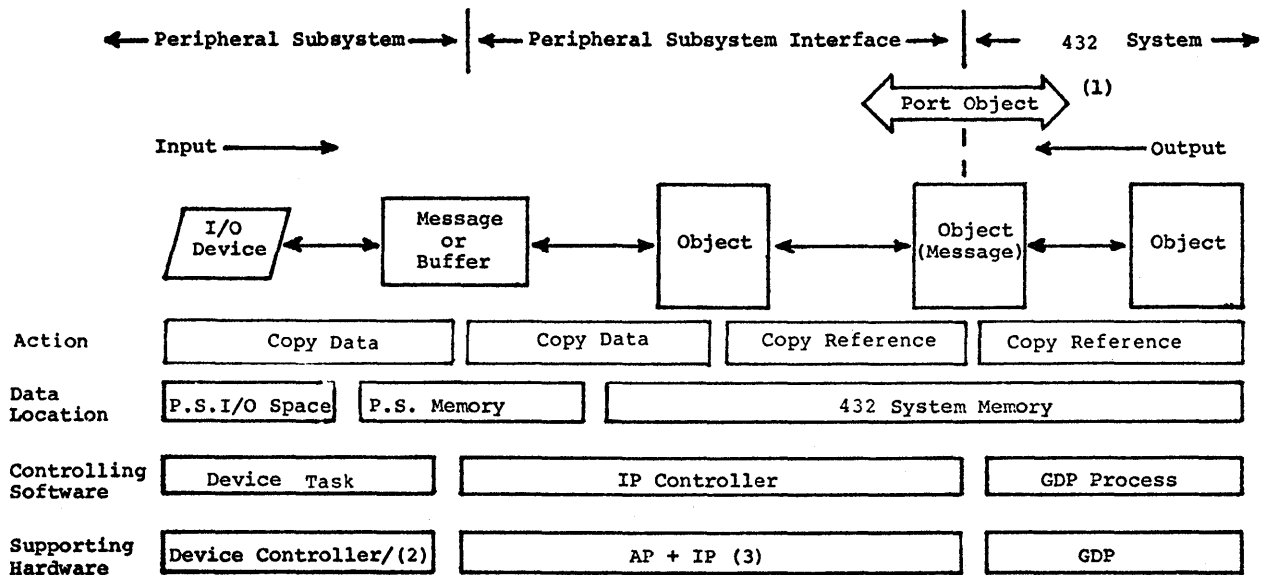 Peripheral Subsystem
Peripheral Subsystem Interface
432 System
Port Object
(1)
Input
Output
I/O
Device
Message
or
Buffer
Object
Object
(Message)
Object
Action
Copy Data
Copy Data
Copy Reference
Copy Reference
Data
Location
P.S.I/O Space
P.S. Memory
432 System Memory
Controlling
Software
Device Task
IP Controller
GDP Process
Supporting
Hardware
Device Controller/(2)
AP + IP (3)
GDP